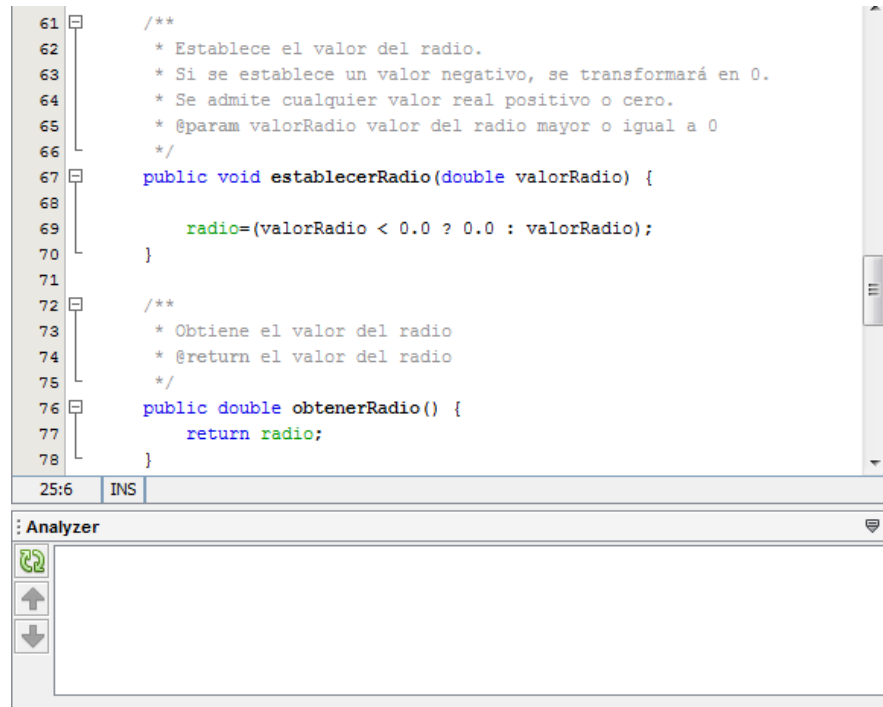 61 /**
62 * Establece el valor del radio.
63 * Si se establece un valor negativo, se transformará en 0.
64 * Se admite cualquier valor real positivo o cero.
65 * @param valorRadio valor del radio mayor o igual a 0
66 */
67 public void establecerRadio(double valorRadio) {
68
69 radio=(valorRadio < 0.0 ? 0.0 : valorRadio);
70 }
71
72 /**
73 * Obtiene el valor del radio
74 * @return el valor del radio
75 */
76 public double obtenerRadio() {
77 return radio;
78 }
25:6 INS
Analyzer